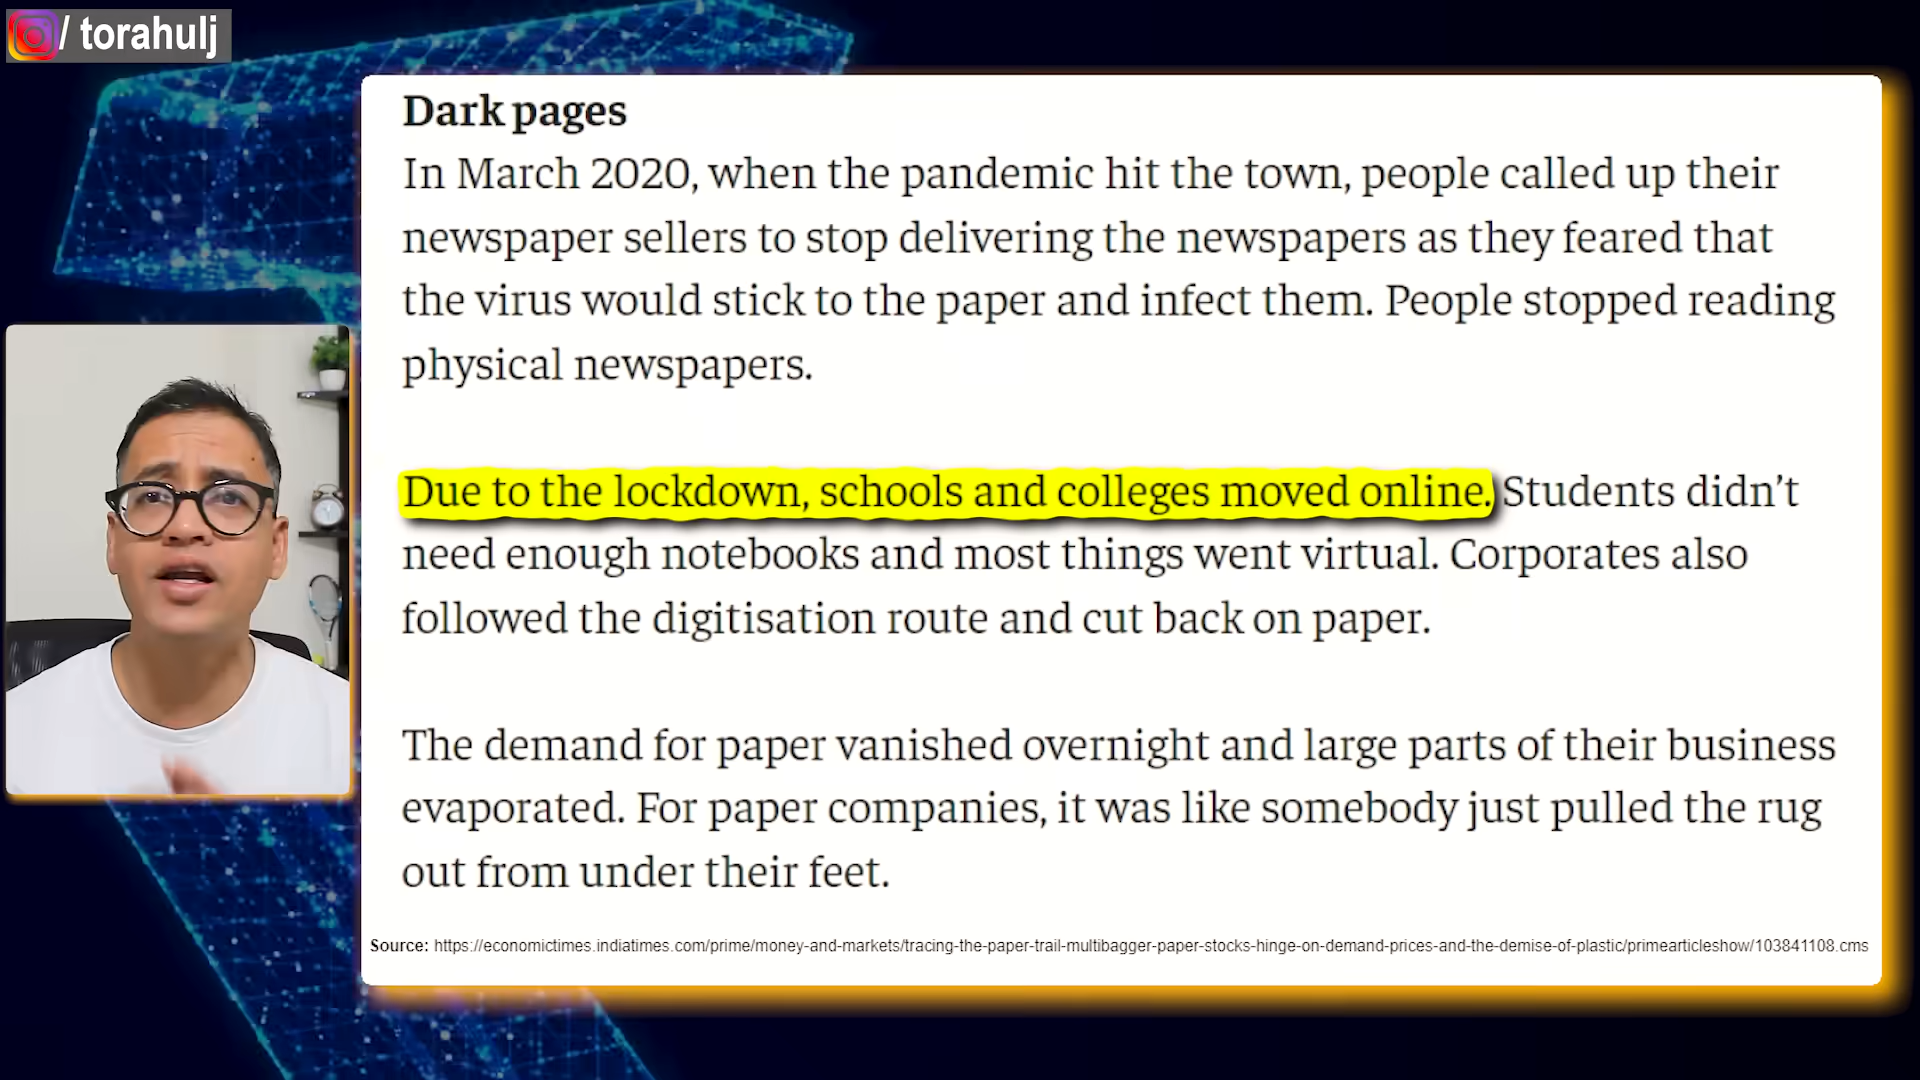 / torahulj
Dark pages
In March 2020, when the pandemic hit the town, people called up their
newspaper sellers to stop delivering the newspapers as they feared that
the virus would stick to the paper and infect them. People stopped reading
physical newspapers.
Due to the lockdown, schools and colleges moved online. Students didn’t
need enough notebooks and most things went virtual. Corporates also
followed the digitisation route and cut back on paper.
The demand for paper vanished overnight and large parts of their business
evaporated. For paper companies, it was like somebody just pulled the rug
out from under their feet.
Source: https://economictimes.indiatimes.com/prime/money-and-markets/tracing-the-paper-trail-multibagger-paper-stocks-hinge-on-demand-prices-and-the-demise-of-plastic/primearticleshow/103841108.cms